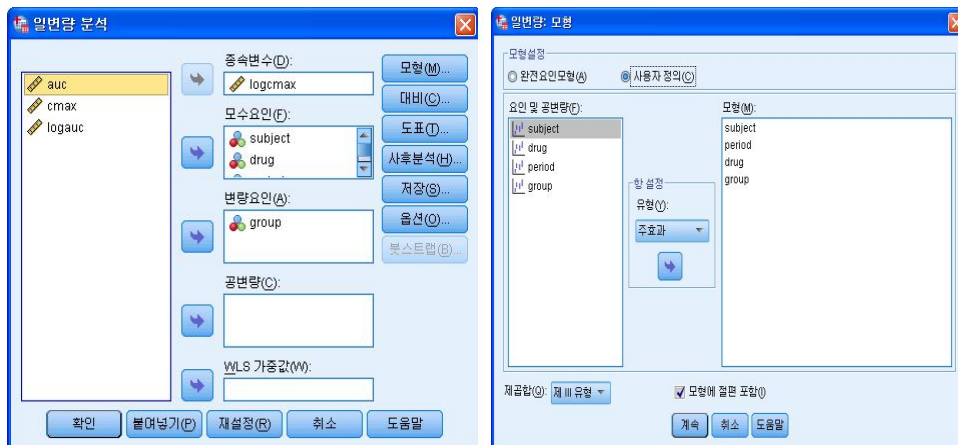 일변량 분석
auc
cmax
logauc
종속변수(D):
logcmax
모수요인(F):
subject
drug
변량요인(A):
group
공변량(C):
WLS 가중값(W):
모형(M)...
대비(C)...
도표(T)...
사후분석(H)...
저장(S)...
옵션(O)...
붓스트랩(B)...
확인
붙여넣기(P)
재설정(R)
취소
도움말
일변량: 모형
모형설정
완전요인모형(A)
사용자 정의(C)
요인 및 공변량(F):
subject
drug
period
group
항 설정
유형(Y):
주효과
모형(M):
subject
period
drug
group
제곱합(Q):
제 III 유형
모형에 절편 포함(I)
계속
취소
도움말